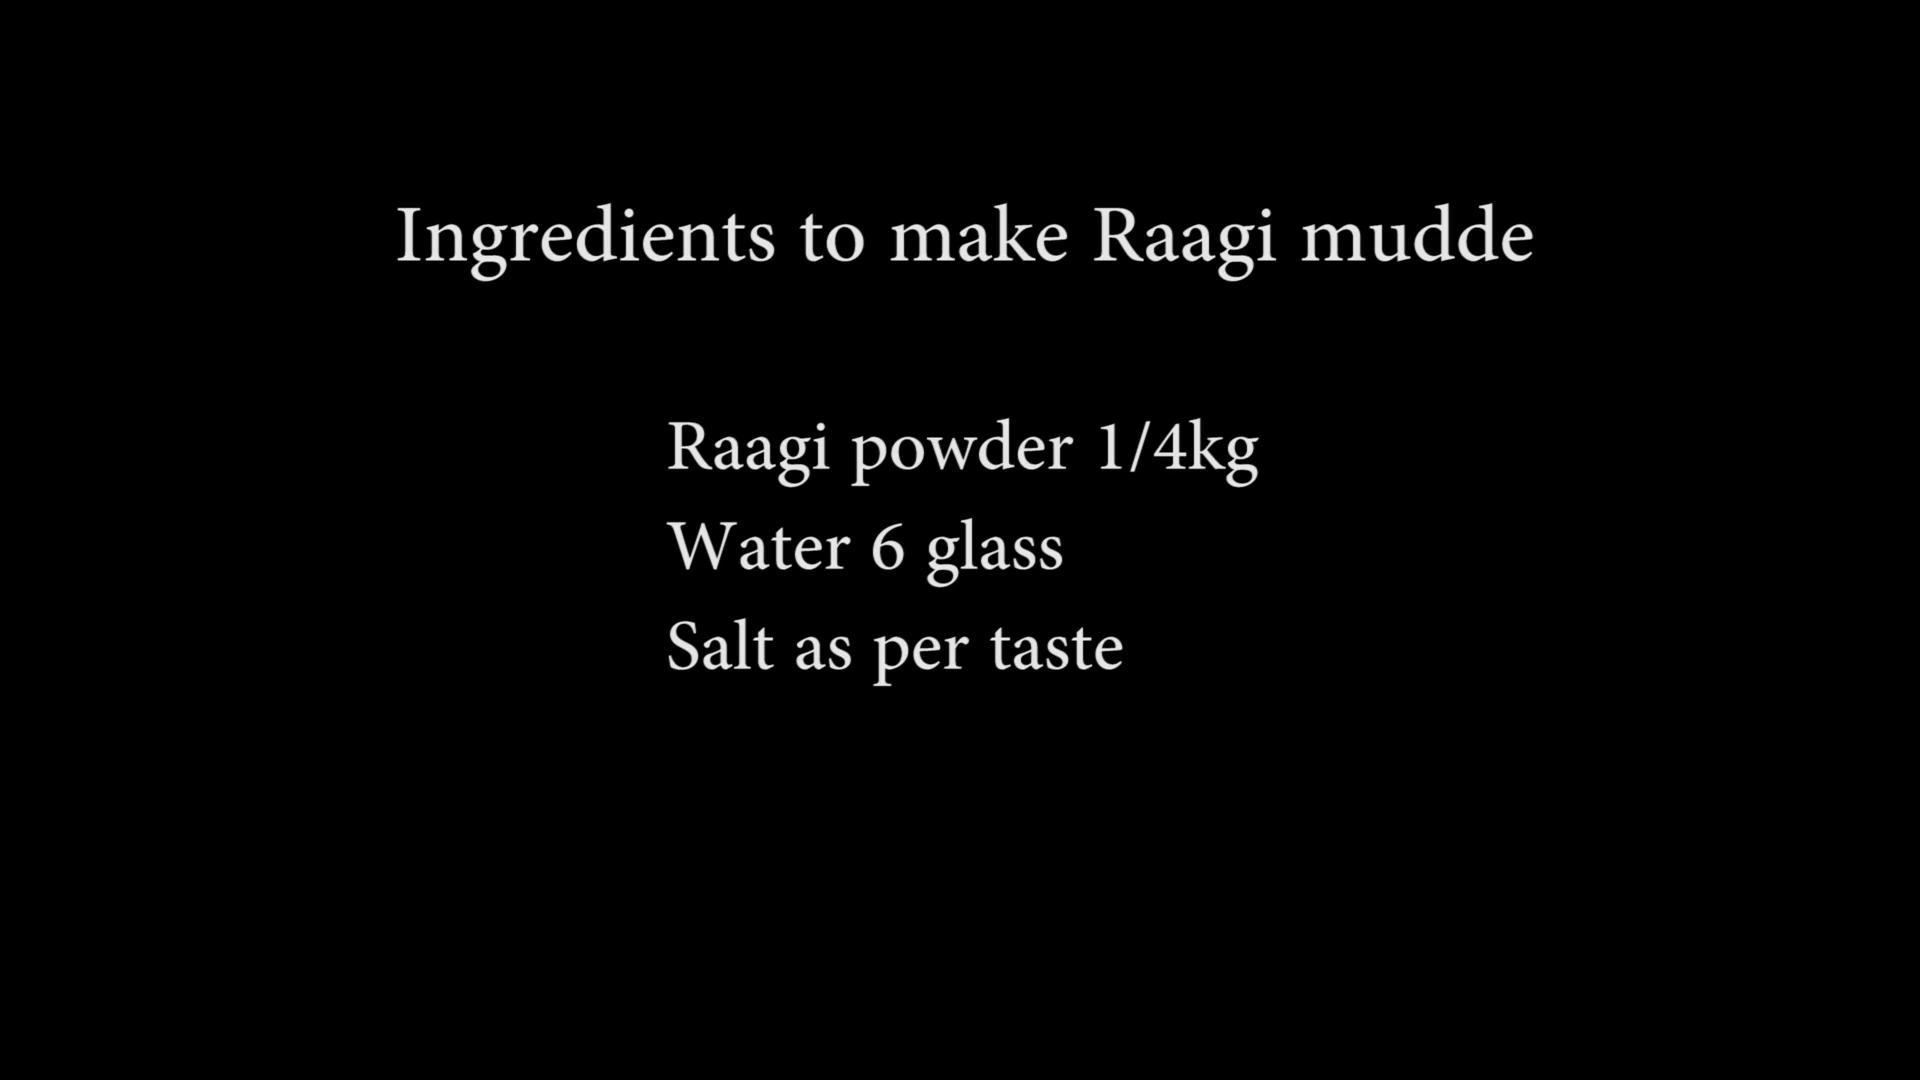 Ingredients to make Raagi mudde
Raagi powder 1/4kg
Water 6 glass
Salt as per taste